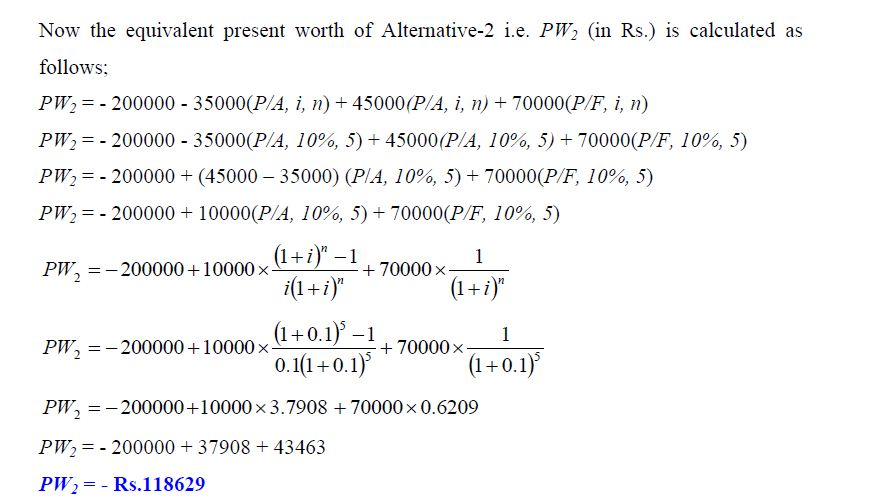 Now the equivalent present worth of Alternative-2 i.e. PW₂ (in Rs.) is calculated as
follows;
PW₂ = - 200000 - 35000(P/A, i, n) + 45000(P/A, i, n) + 70000(P/F, i, n)
PW₂ = - 200000 - 35000(P/A, 10%, 5) + 45000(P/A, 10%, 5) + 70000(P/F, 10%, 5)
PW₂ = - 200000 + (45000 – 35000) (P/A, 10%, 5) + 70000(P/F, 10%, 5)
PW₂ = - 200000 + 10000(P/A, 10%, 5) + 70000(P/F, 10%, 5)
PW₂ = −200000 + 10000 × ((1+i)ⁿ − 1)/(i(1+i)ⁿ) + 70000 × 1/(1+i)ⁿ
PW₂ = −200000 + 10000 × ((1+0.1)⁵ − 1)/(0.1(1+0.1)⁵) + 70000 × 1/(1+0.1)⁵
PW₂ = −200000 + 10000 × 3.7908 + 70000 × 0.6209
PW₂ = - 200000 + 37908 + 43463
PW₂ = - Rs.118629